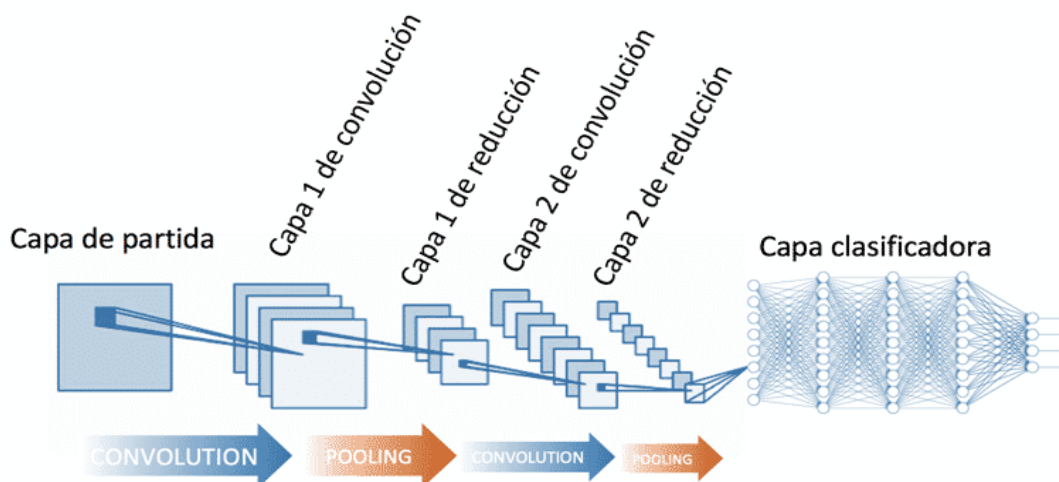 Capa de partida
Capa 1 de convolución
Capa 1 de reducción
Capa 2 de convolución
Capa 2 de reducción
Capa clasificadora
CONVOLUTION
POOLING
CONVOLUTION
POOLING